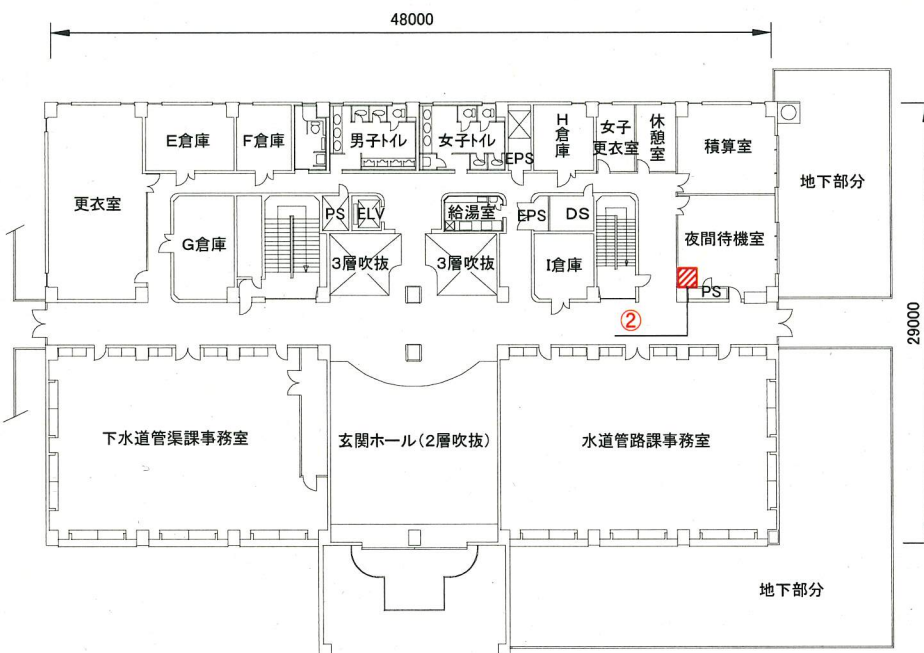 48000
E倉庫
F倉庫
男子トイレ
女子トイレ
EPS
H
倉庫
女子
更衣室
休憩室
積算室
地下部分
更衣室
G倉庫
PS
ELV
給湯室
EPS
DS
夜間待機室
3層吹抜
3層吹抜
I倉庫
PS
②
29000
下水道管渠課事務室
玄関ホール(2層吹抜)
水道管路課事務室
地下部分